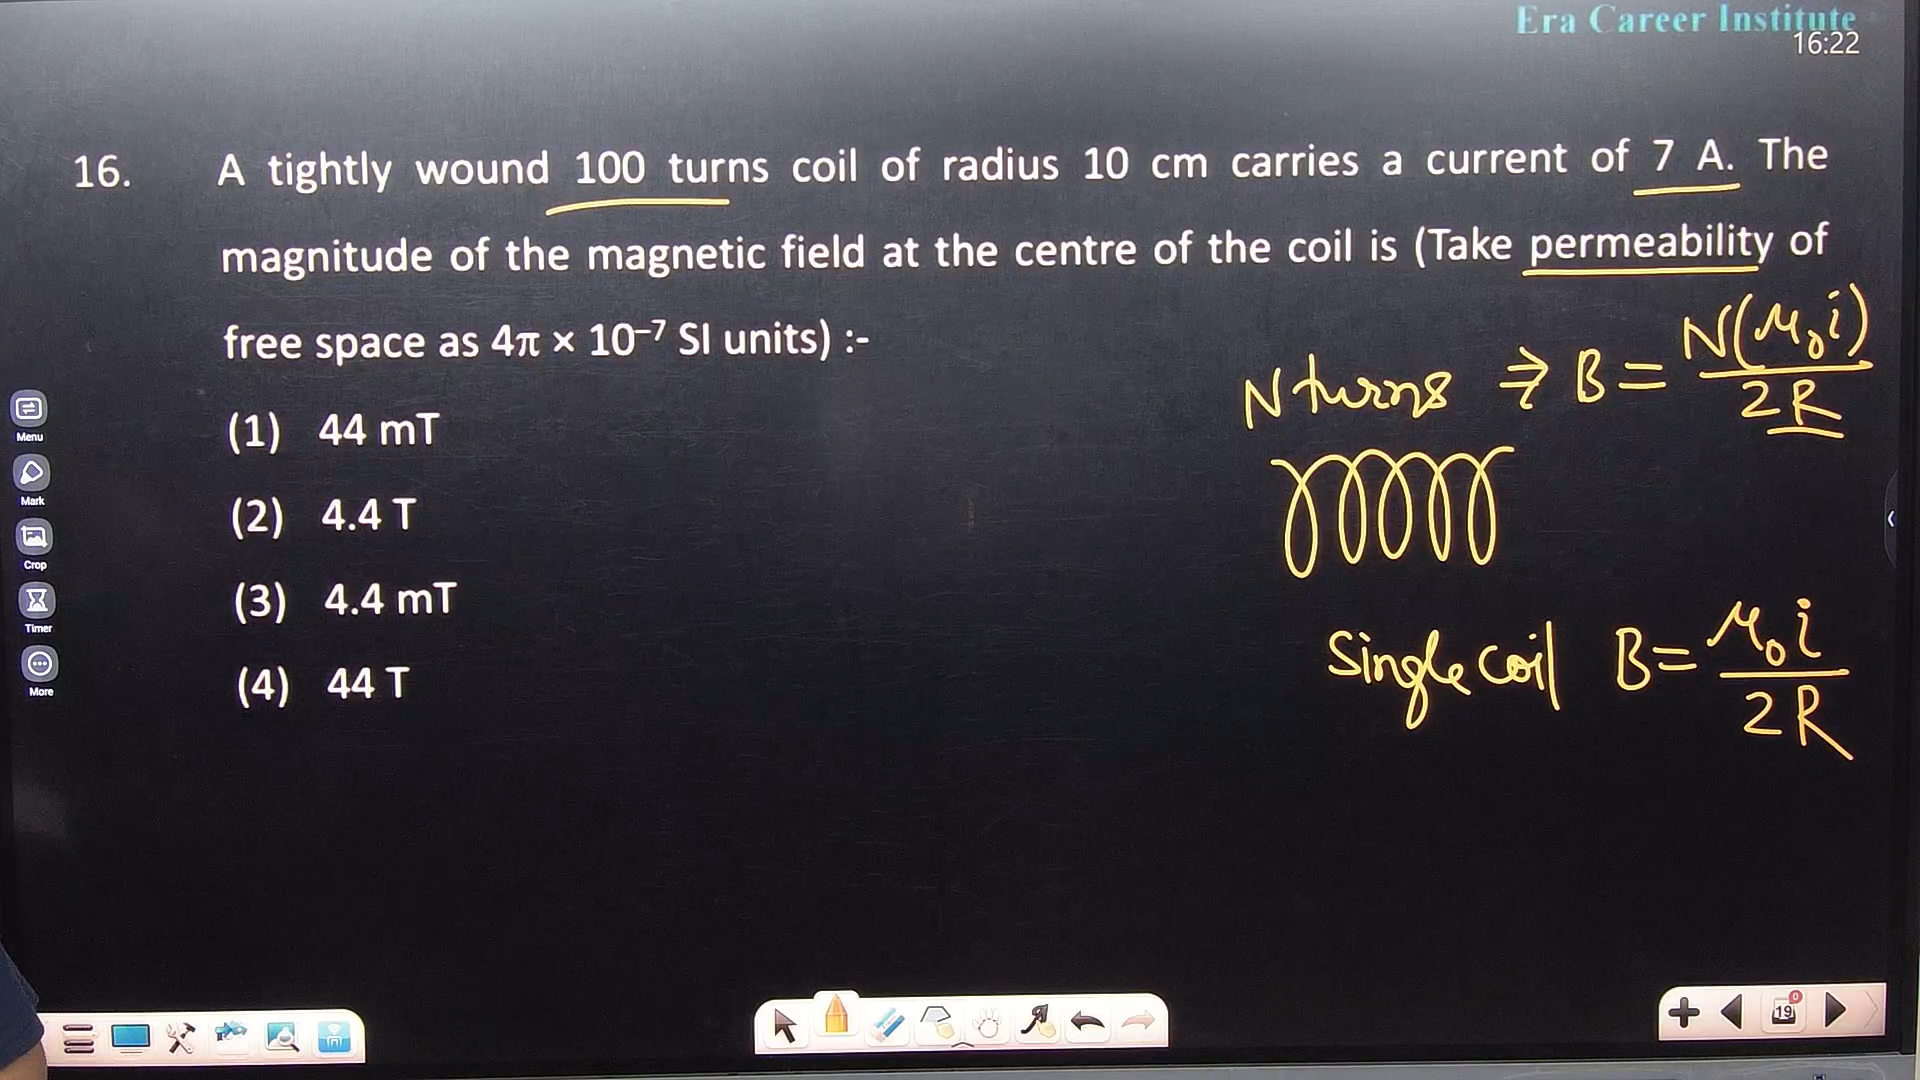 Era Career Institute
16:22
16. A tightly wound 100 turns coil of radius 10 cm carries a current of 7 A. The
magnitude of the magnetic field at the centre of the coil is (Take permeability of
free space as 4π × 10⁻⁷ SI units) :-
N turns ⇒ B = N(μ₀i) / 2R
(1) 44 mT
(2) 4.4 T
(3) 4.4 mT
(4) 44 T
Single coil B = μ₀i / 2R
Menu
Mark
Crop
Timer
More
19
0